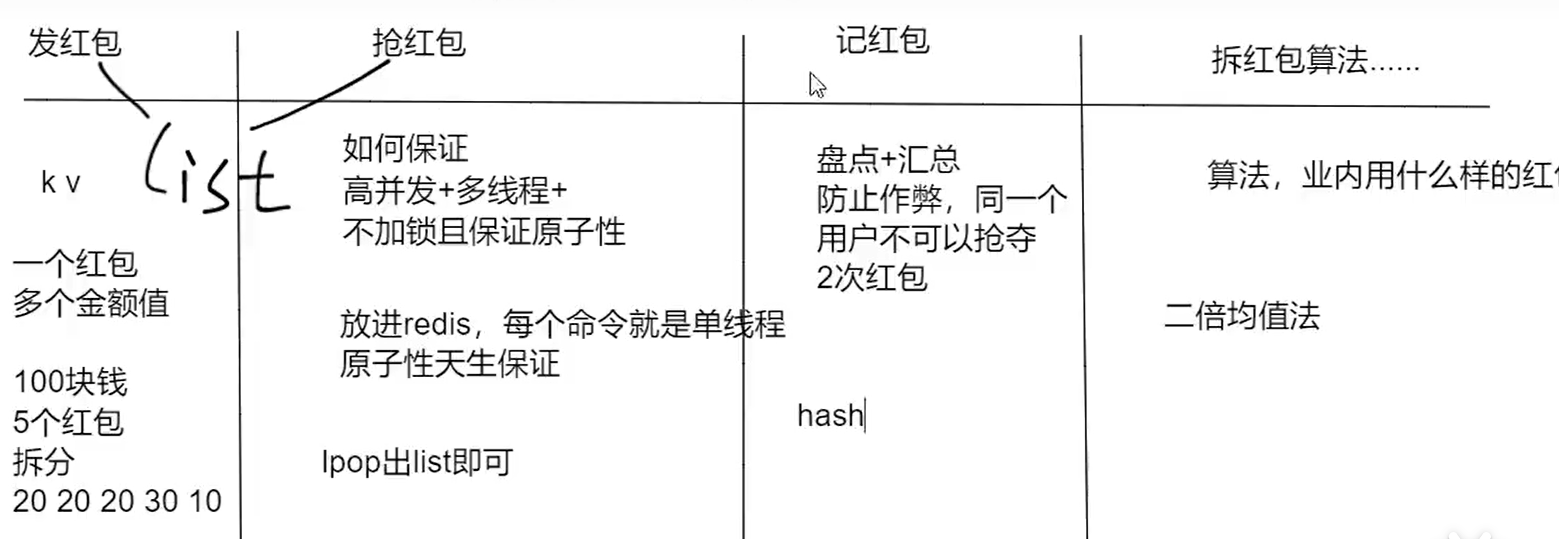 发红包
抢红包
记红包
拆红包算法......
k v
list
一个红包
多个金额值
100块钱
5个红包
拆分
20 20 20 30 10
如何保证
高并发+多线程+
不加锁且保证原子性
放进redis，每个命令就是单线程
原子性天生保证
lpop出list即可
盘点+汇总
防止作弊，同一个
用户不可以抢夺
2次红包
hash
算法，业内用什么样的红
二倍均值法